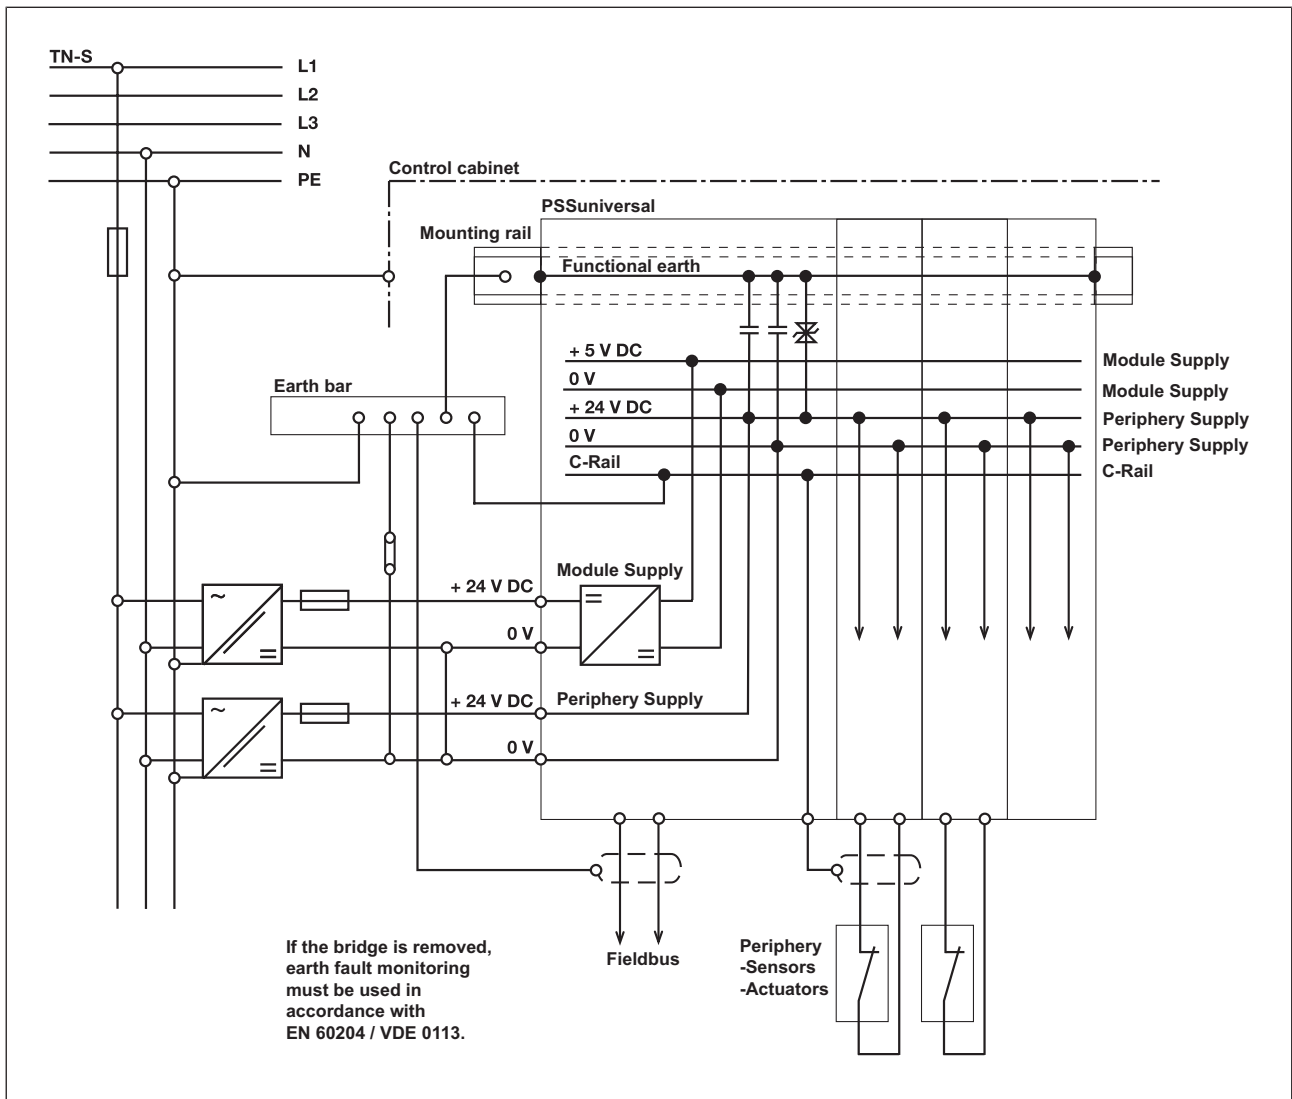 TN-S
L1
L2
L3
N
PE
Control cabinet
PSSuniversal
Mounting rail
Functional earth
+ 5 V DC
Module Supply
0 V
Module Supply
Earth bar
+ 24 V DC
Periphery Supply
0 V
Periphery Supply
C-Rail
C-Rail
Module Supply
+ 24 V DC
0 V
+ 24 V DC
Periphery Supply
0 V
If the bridge is removed,
earth fault monitoring
must be used in
accordance with
EN 60204 / VDE 0113.
Fieldbus
Periphery
-Sensors
-Actuators